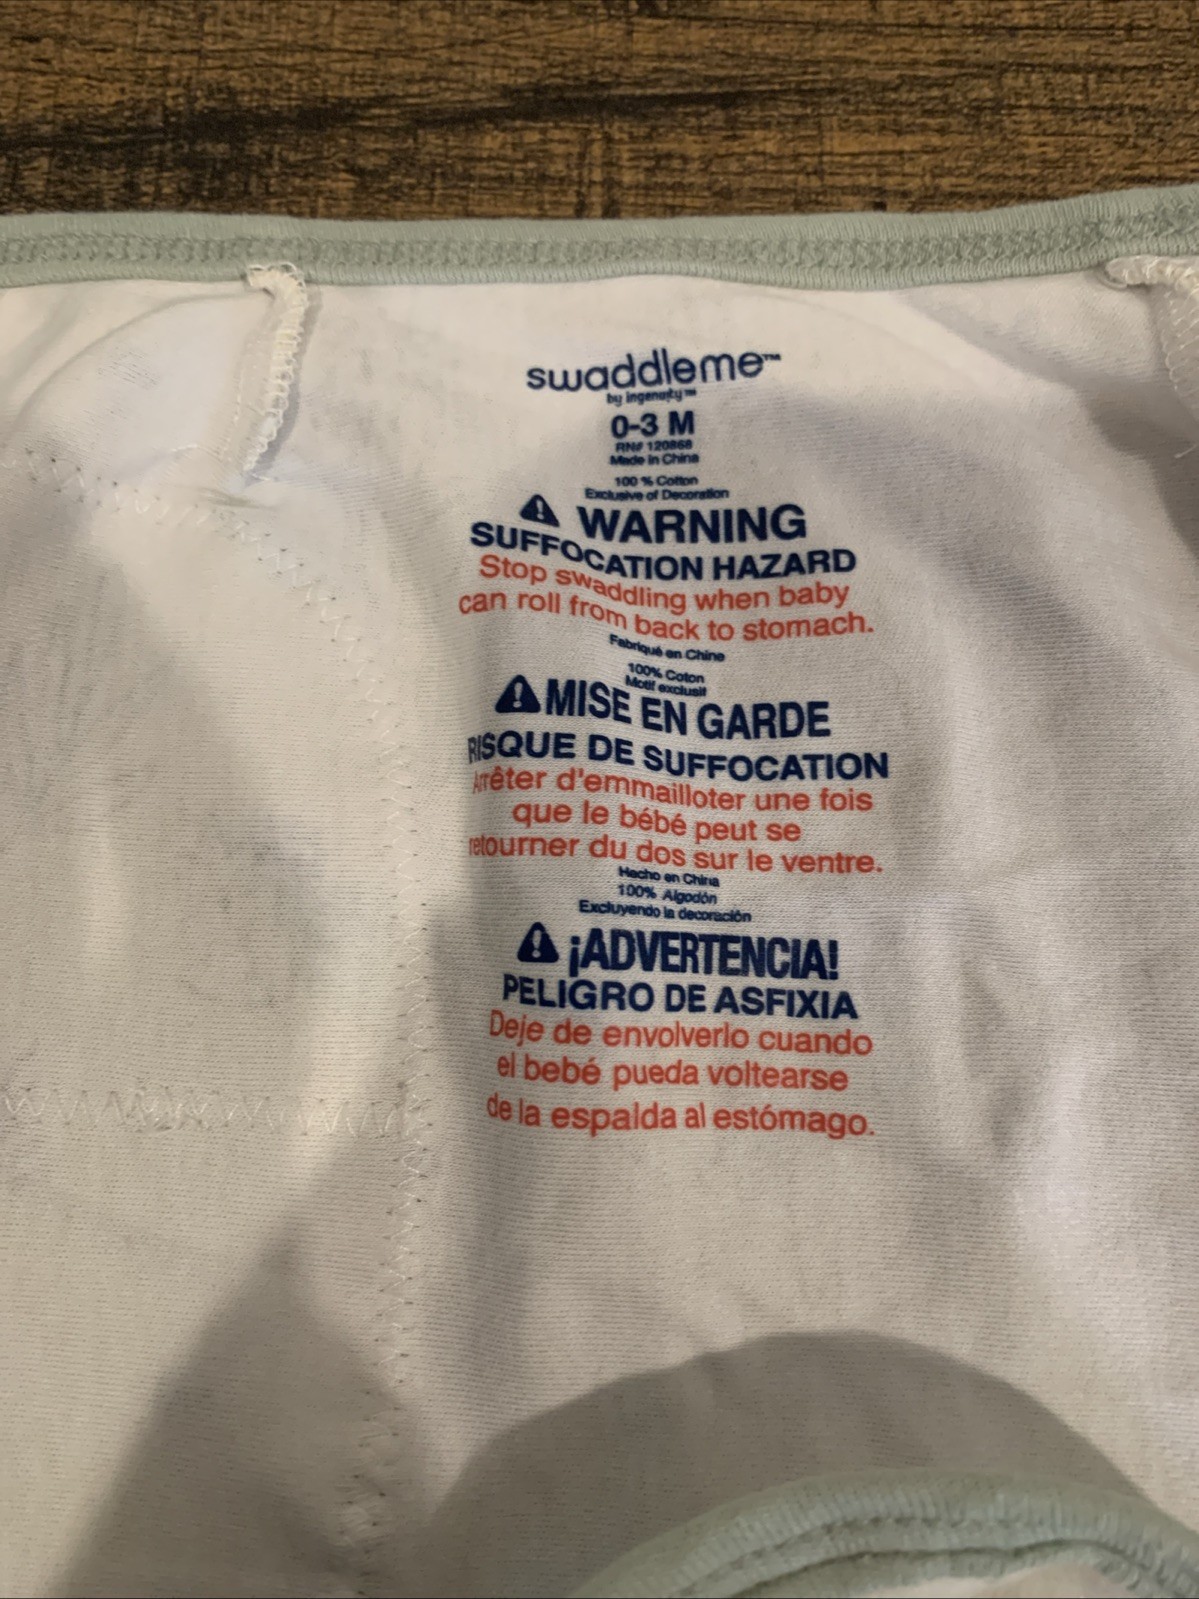 swaddleme™
by ingenuity™
0-3 M
RN# 120868
Made in China
100 % Cotton
Exclusive of Decoration
WARNING
SUFFOCATION HAZARD
Stop swaddling when baby
can roll from back to stomach.
Fabriqué en Chine
100% Coton
Motif exclusif
MISE EN GARDE
RISQUE DE SUFFOCATION
Arrêter d'emmailloter une fois
que le bébé peut se
retourner du dos sur le ventre.
Hecho en China
100% Algodón
Excluyendo la decoración
¡ADVERTENCIA!
PELIGRO DE ASFIXIA
Deje de envolverlo cuando
el bebé pueda voltearse
de la espalda al estómago.